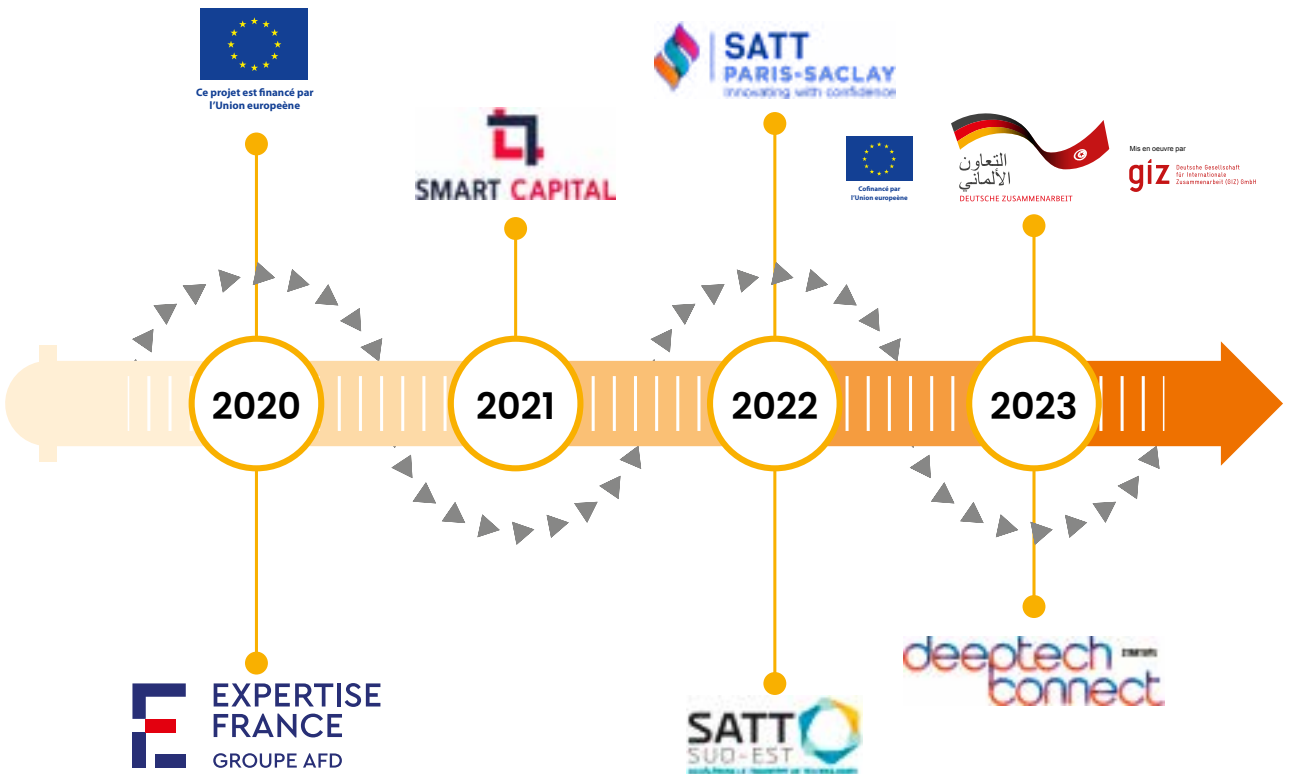 Ce projet est financé par
l'Union europeène
SATT
PARIS-SACLAY
Innovating with confidence
SMART CAPITAL
Cofinancé par
l'Union europeène
التعاون
الألماني
DEUTSCHE ZUSAMMENARBEIT
Mis en oeuvre par
giz
Deutsche Gesellschaft
für Internationale
Zusammenarbeit (GIZ) GmbH
2020
2021
2022
2023
EXPERTISE
FRANCE
GROUPE AFD
SATT
SUD-EST
deeptech
connect